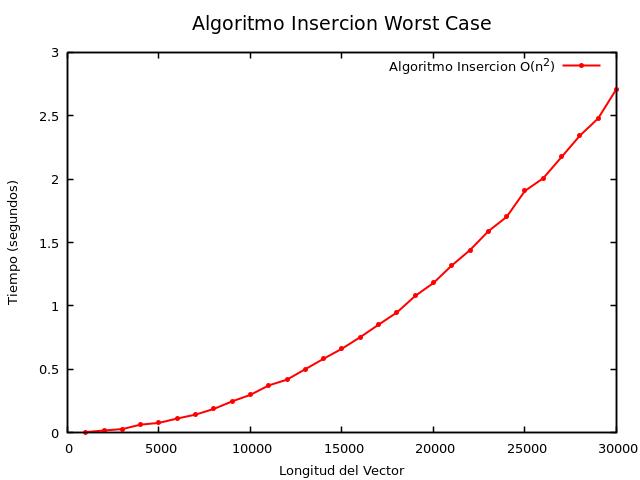 Algoritmo Insercion Worst Case
Algoritmo Insercion O(n²)
3
2.5
2
1.5
1
0.5
0
Tiempo (segundos)
0 5000 10000 15000 20000 25000 30000
Longitud del Vector